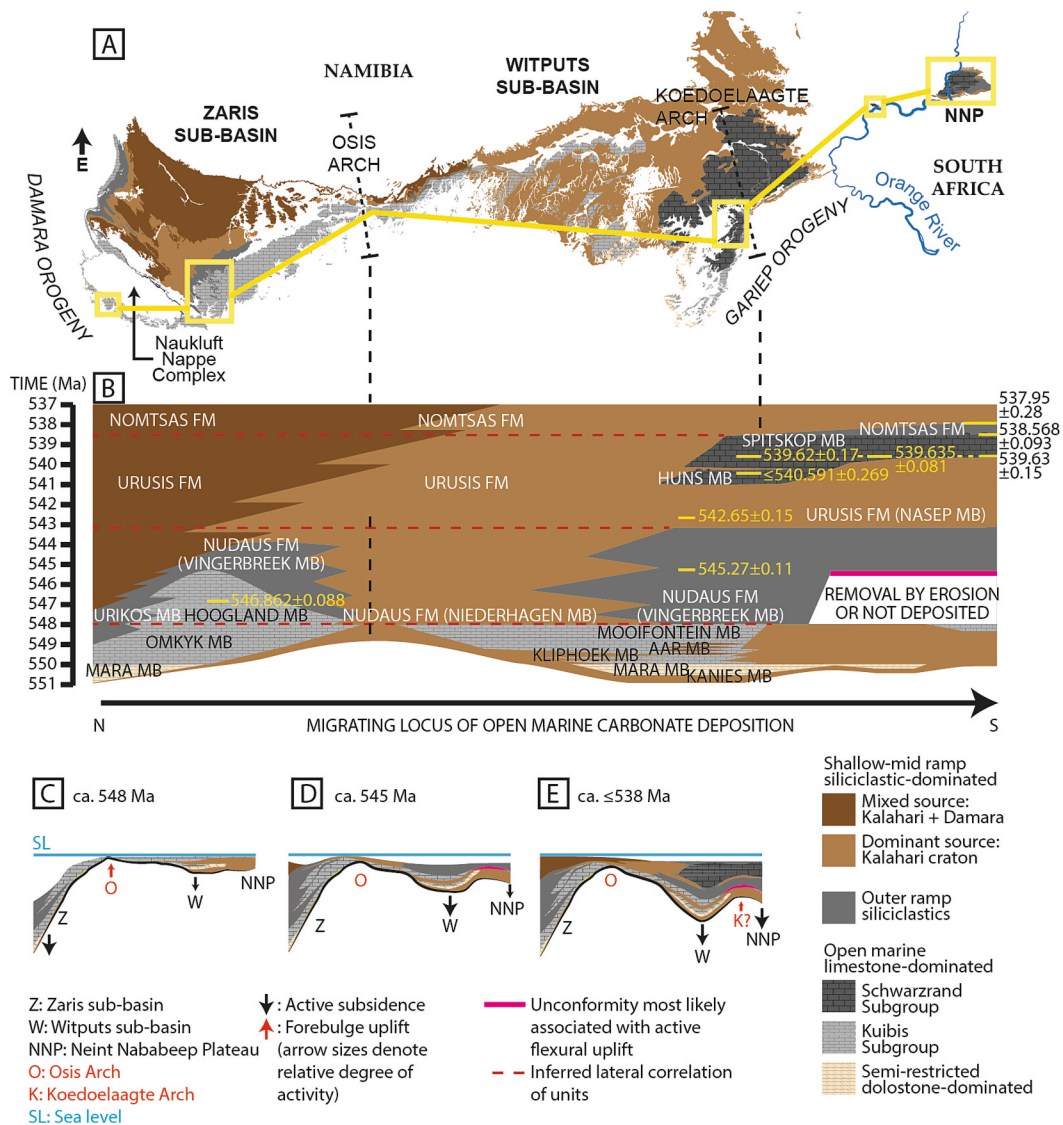 A
NAMIBIA
WITPUTS
SUB-BASIN
KOEDOELAAGTE
ARCH
ZARIS
SUB-BASIN
OSIS
ARCH
NNP
E
SOUTH
AFRICA
DAMARA OROGENY
Orange River
GARIEP OROGENY
Naukluft
Nappe
Complex
TIME (Ma)
B
537
538
539
540
541
542
543
544
545
546
547
548
549
550
551
NOMTSAS FM
NOMTSAS FM
NOMTSAS FM
537.95
±0.28
538.568
±0.093
539.63
±0.15
SPITSKOP MB
539.62±0.17
539.635
±0.081
URUSIS FM
URUSIS FM
HUNS MB
≤540.591±0.269
542.65±0.15
URUSIS FM (NASEP MB)
NUDAUS FM
(VINGERBREEK MB)
545.27±0.11
546.862±0.088
NUDAUS FM
(VINGERBREEK MB)
REMOVAL BY EROSION
OR NOT DEPOSITED
URIKOS MB
HOOGLAND MB
NUDAUS FM (NIEDERHAGEN MB)
OMKYK MB
MOOIFONTEIN MB
AAR MB
KLIPHOEK MB
MARA MB
MARA MB
KANIES MB
N
MIGRATING LOCUS OF OPEN MARINE CARBONATE DEPOSITION
S
C
ca. 548 Ma
SL
O
Z
W
NNP
D
ca. 545 Ma
O
Z
W
NNP
E
ca. ≤538 Ma
O
Z
W
K?
NNP
Shallow-mid ramp
siliciclastic-dominated
Mixed source:
Kalahari + Damara
Dominant source:
Kalahari craton
Outer ramp
siliciclastics
Open marine
limestone-dominated
Schwarzrand
Subgroup
Kuibis
Subgroup
Semi-restricted
dolostone-dominated
Z: Zaris sub-basin
W: Witputs sub-basin
NNP: Neint Nababeep Plateau
O: Osis Arch
K: Koedoelaagte Arch
SL: Sea level
: Active subsidence
: Forebulge uplift
(arrow sizes denote
relative degree of
activity)
Unconformity most likely
associated with active
flexural uplift
Inferred lateral correlation
of units